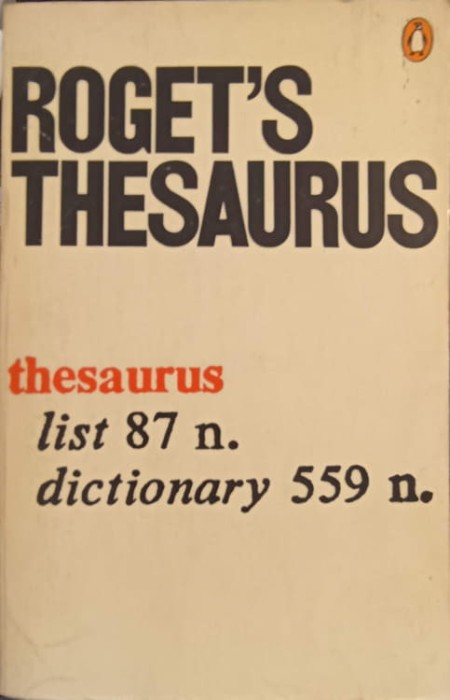 ROGET'S
THESAURUS
thesaurus
list 87 n.
dictionary 559 n.